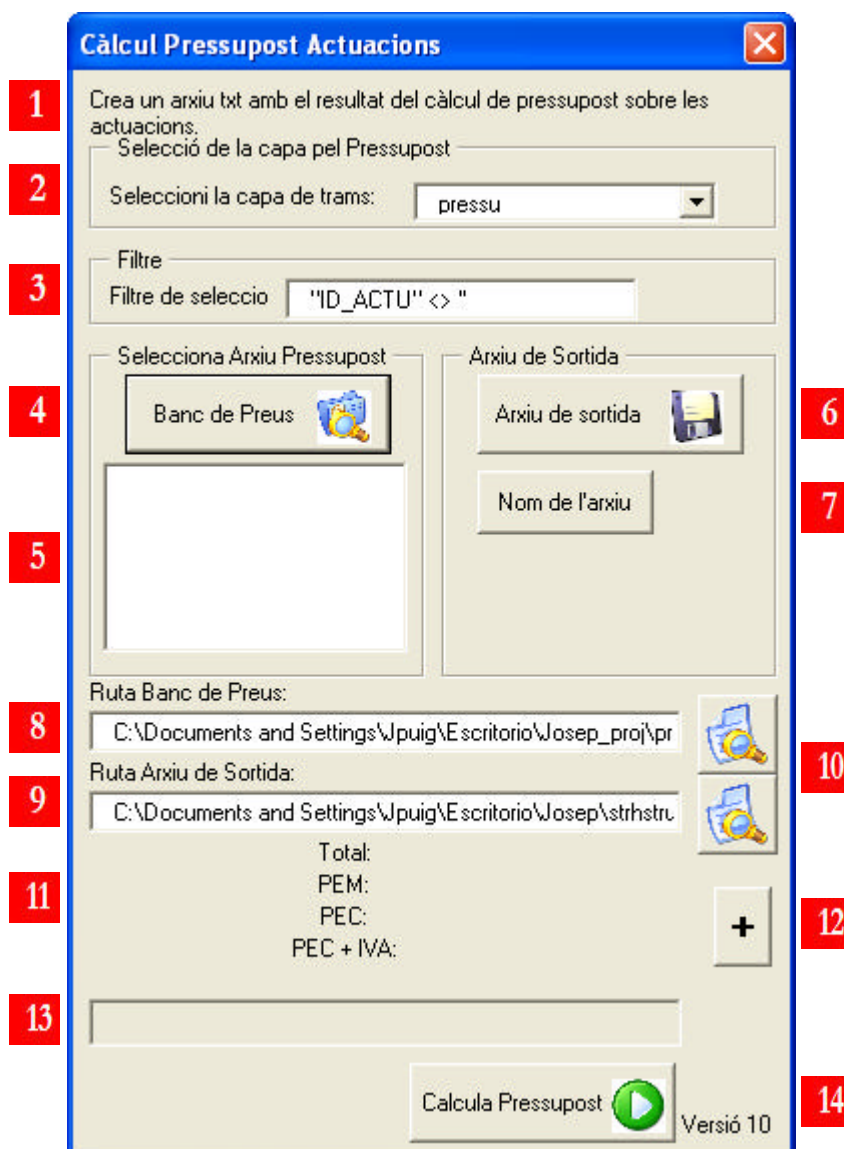 Càlcul Pressupost Actuacions
1
Crea un arxiu txt amb el resultat del càlcul de pressupost sobre les
actuacions.
Selecció de la capa pel Pressupost
2
Seleccioni la capa de trams:
pressu
Filtre
3
Filtre de seleccio
"ID_ACTU" <> "
Selecciona Arxiu Pressupost
Arxiu de Sortida
4
Banc de Preus
Arxiu de sortida
6
Nom de l'arxiu
7
5
Ruta Banc de Preus:
8
C:\Documents and Settings\Jpuig\Escritorio\Josep_proj\pr
10
Ruta Arxiu de Sortida:
9
C:\Documents and Settings\Jpuig\Escritorio\Josep\strhstru
Total:
11
PEM:
PEC:
+
12
PEC + IVA:
13
Calcula Pressupost
14
Versió 10